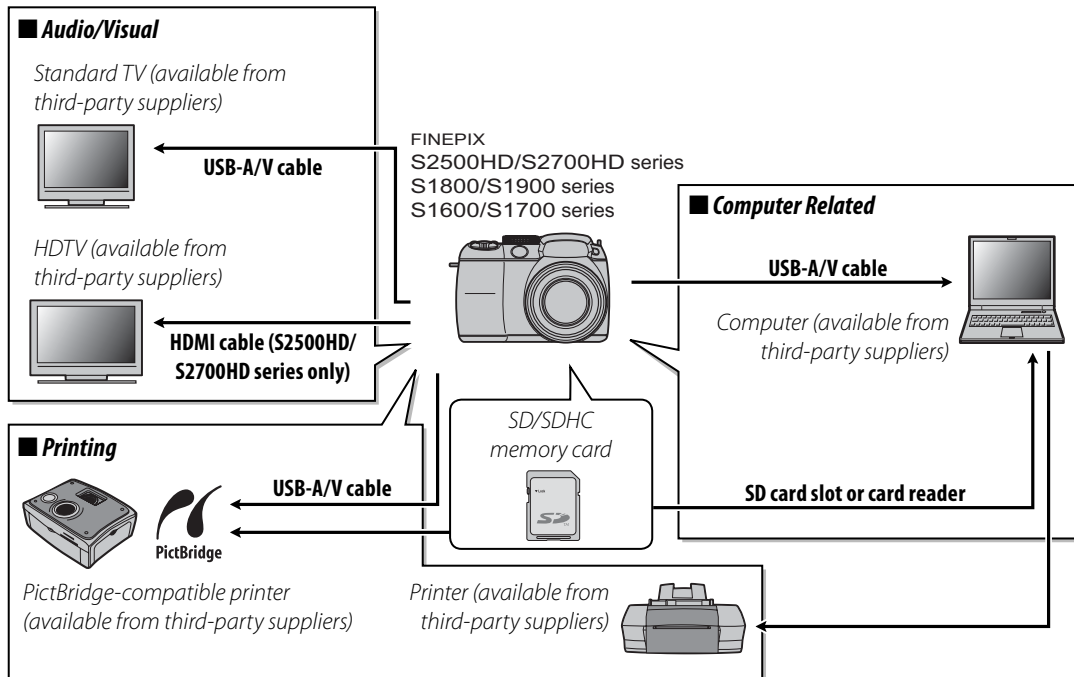 ■ Audio/Visual
Standard TV (available from
third-party suppliers)
USB-A/V cable
HDTV (available from
third-party suppliers)
HDMI cable (S2500HD/
S2700HD series only)
FINEPIX
S2500HD/S2700HD series
S1800/S1900 series
S1600/S1700 series
■ Computer Related
USB-A/V cable
Computer (available from
third-party suppliers)
SD/SDHC
memory card
SD
SD card slot or card reader
■ Printing
USB-A/V cable
PictBridge
PictBridge-compatible printer
(available from third-party suppliers)
Printer (available from
third-party suppliers)